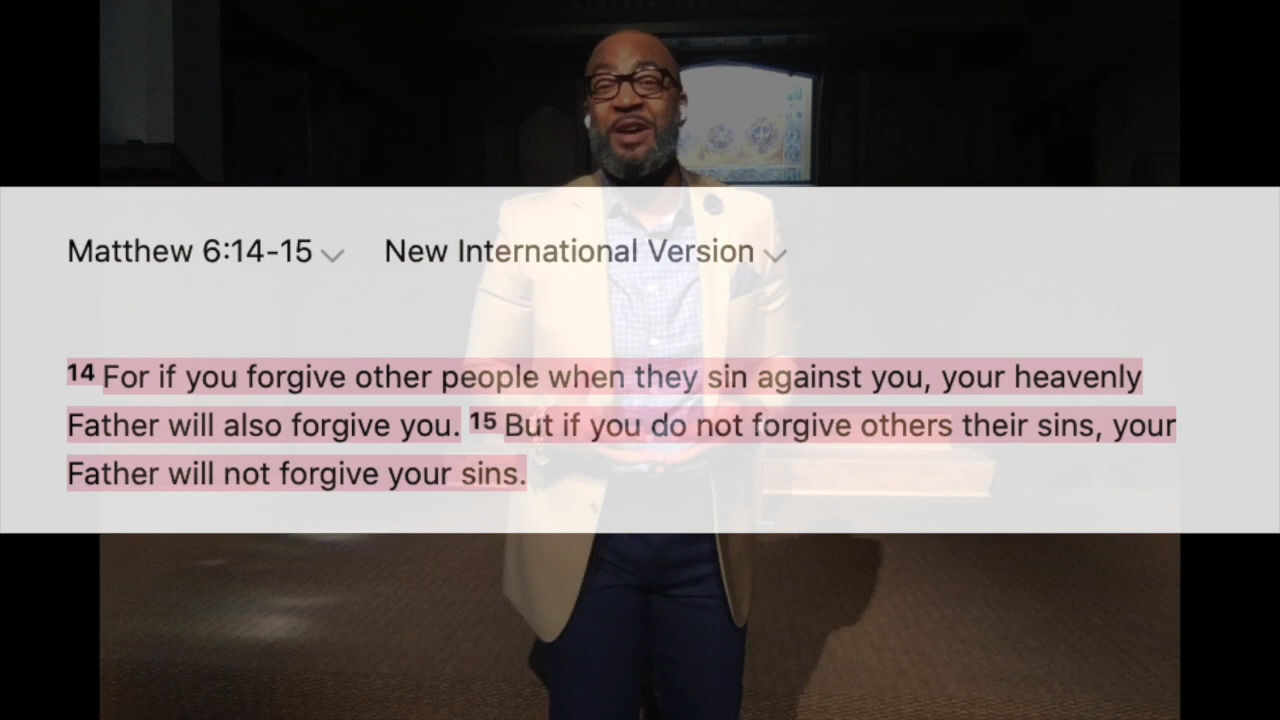 Matthew 6:14-15 New International Version
14 For if you forgive other people when they sin against you, your heavenly
Father will also forgive you. 15 But if you do not forgive others their sins, your
Father will not forgive your sins.